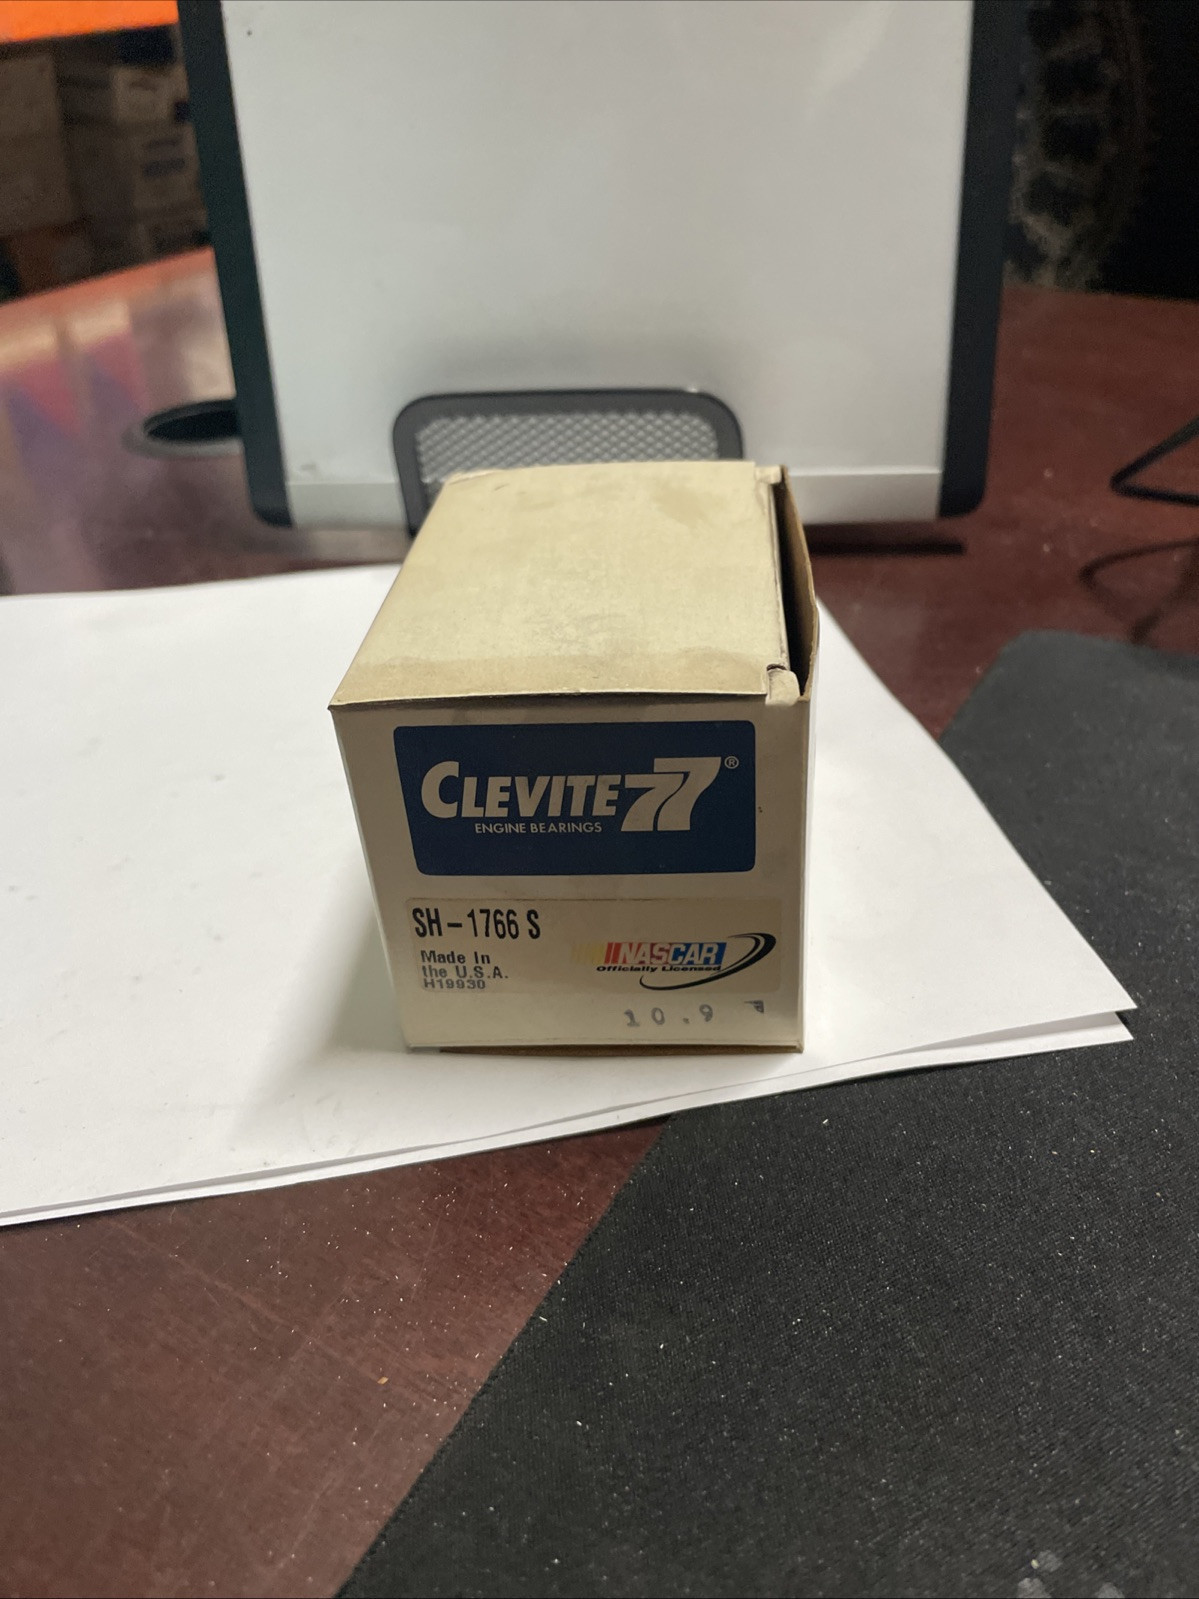 CLEVITE 77®
ENGINE BEARINGS
SH-1766 S
Made In
the U.S.A.
H19930
NASCAR
Officially Licensed
10.9